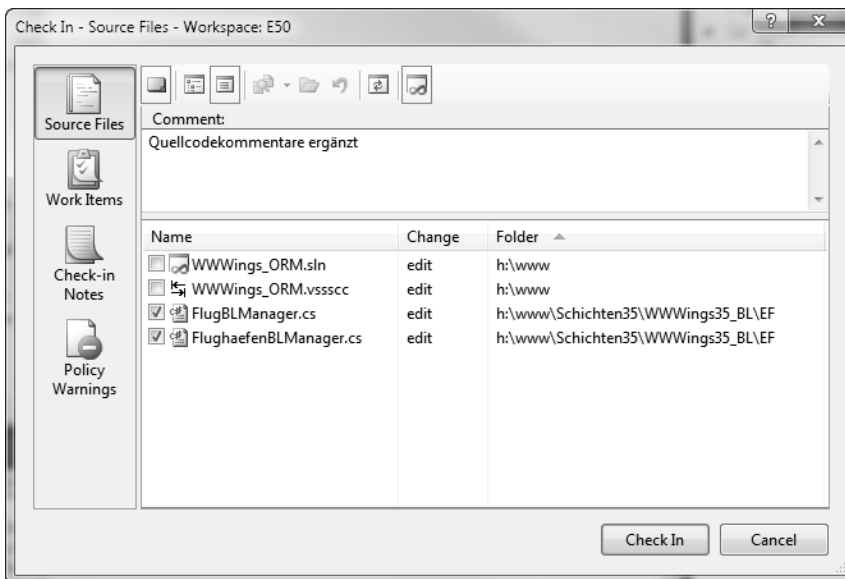 Check In - Source Files - Workspace: E50
Source Files
Work Items
Check-in
Notes
Policy
Warnings
Comment:
Quellcodekommentare ergänzt
Name Change Folder
WWWings_ORM.sln edit h:\www
WWWings_ORM.vssscc edit h:\www
FlugBLManager.cs edit h:\www\Schichten35\WWWings35_BL\EF
FlughaefenBLManager.cs edit h:\www\Schichten35\WWWings35_BL\EF
Check In Cancel